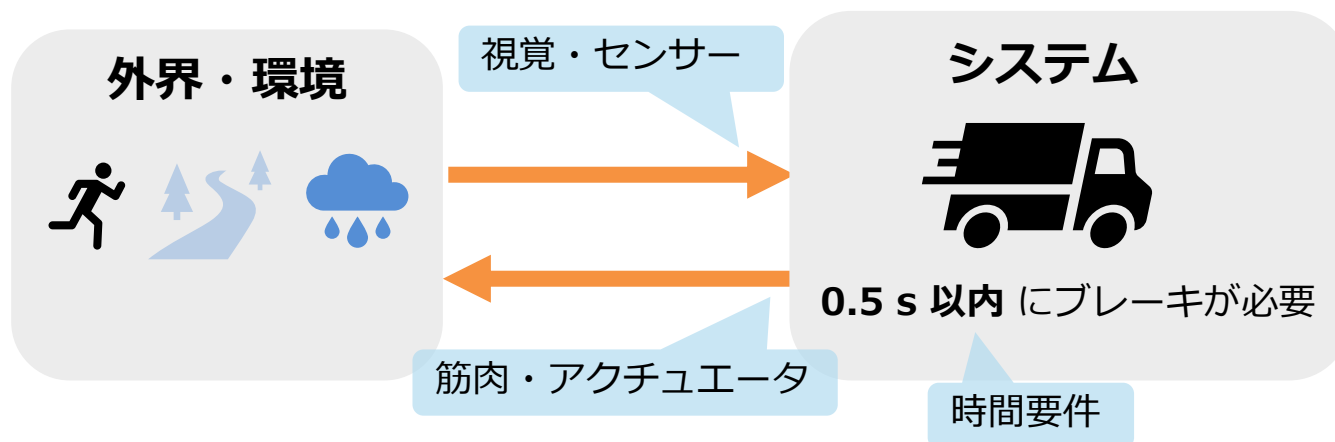 外界・環境
視覚・センサー
システム
0.5 s 以内 にブレーキが必要
筋肉・アクチュエータ
時間要件